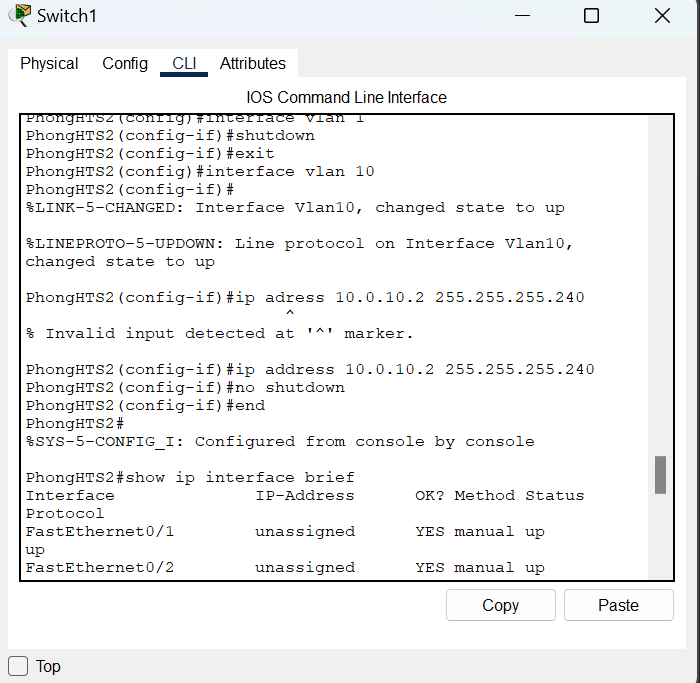 Switch1
Physical Config CLI Attributes
IOS Command Line Interface
PhongHTS2(config)#interface vlan 1
PhongHTS2(config-if)#shutdown
PhongHTS2(config-if)#exit
PhongHTS2(config)#interface vlan 10
PhongHTS2(config-if)#
%LINK-5-CHANGED: Interface Vlan10, changed state to up
%LINEPROTO-5-UPDOWN: Line protocol on Interface Vlan10,
changed state to up
PhongHTS2(config-if)#ip adress 10.0.10.2 255.255.255.240
^
% Invalid input detected at '^' marker.
PhongHTS2(config-if)#ip address 10.0.10.2 255.255.255.240
PhongHTS2(config-if)#no shutdown
PhongHTS2(config-if)#end
PhongHTS2#
%SYS-5-CONFIG_I: Configured from console by console
PhongHTS2#show ip interface brief
Interface IP-Address OK? Method Status
Protocol
FastEthernet0/1 unassigned YES manual up
up
FastEthernet0/2 unassigned YES manual up
Copy Paste
Top